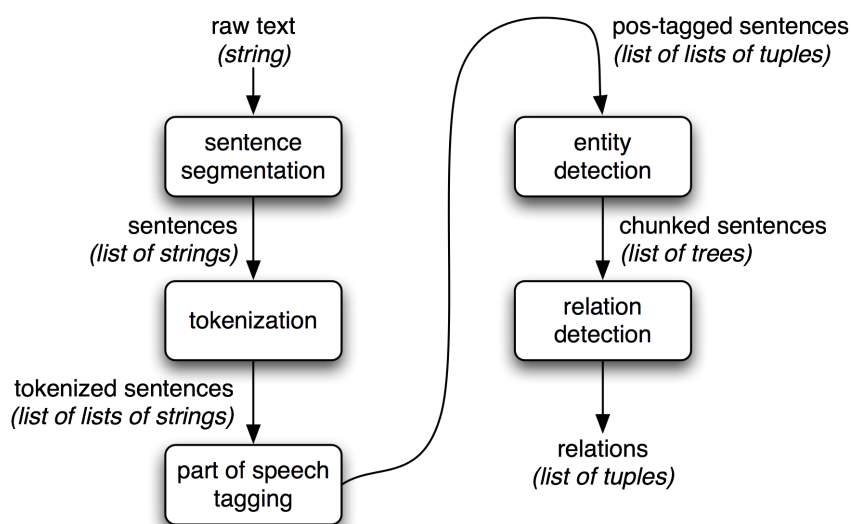 raw text
(string)
sentence
segmentation
sentences
(list of strings)
tokenization
tokenized sentences
(list of lists of strings)
part of speech
tagging
pos-tagged sentences
(list of lists of tuples)
entity
detection
chunked sentences
(list of trees)
relation
detection
relations
(list of tuples)